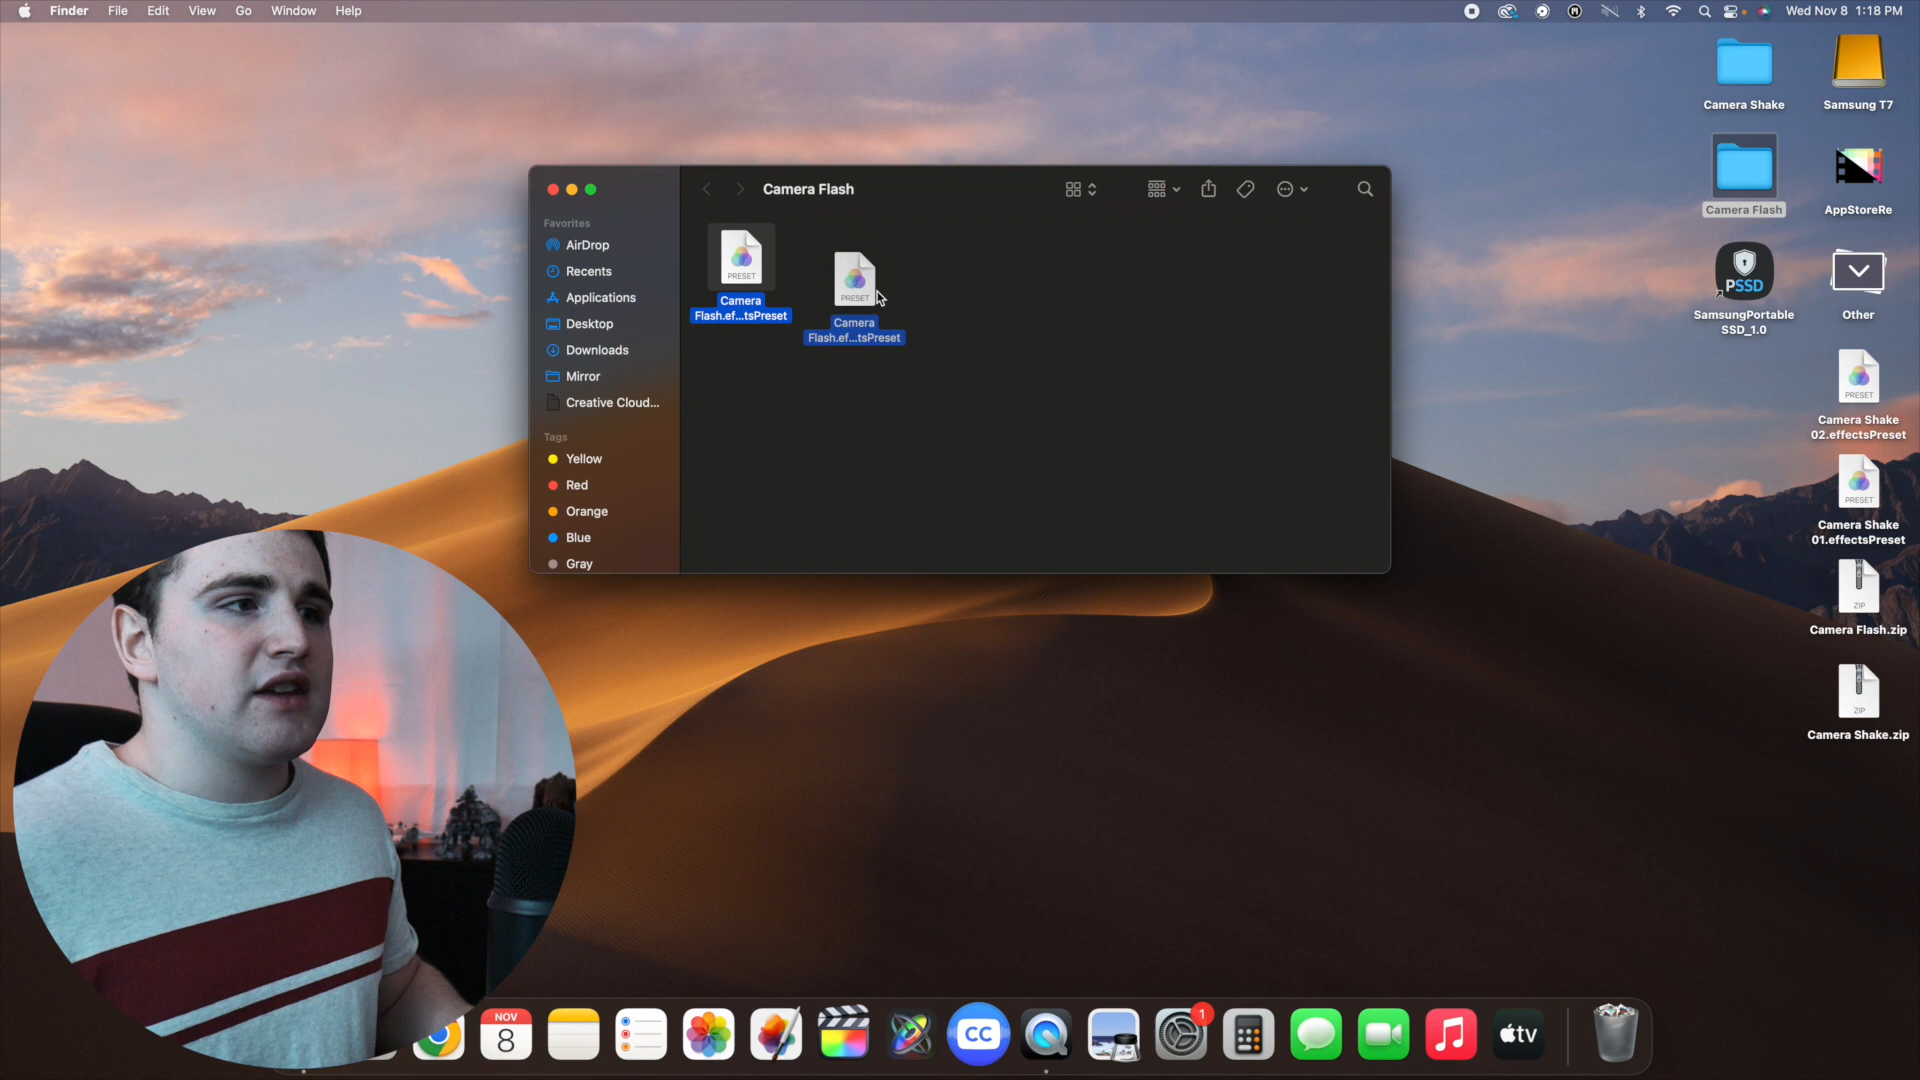 Finder File Edit View Go Window Help
Wed Nov 8 1:18 PM
Camera Shake
Samsung T7
Camera Flash
AppStoreRe
PSSD
SamsungPortable
SSD_1.0
Other
PRESET
Camera Shake
02.effectsPreset
PRESET
Camera Shake
01.effectsPreset
ZIP
Camera Flash.zip
ZIP
Camera Shake.zip
Camera Flash
Favorites
AirDrop
Recents
Applications
Desktop
Downloads
Mirror
Creative Cloud...
Tags
Yellow
Red
Orange
Blue
Gray
PRESET
Camera
Flash.ef...tsPreset
PRESET
Camera
Flash.ef...tsPreset
NOV
8
CC
1
tv